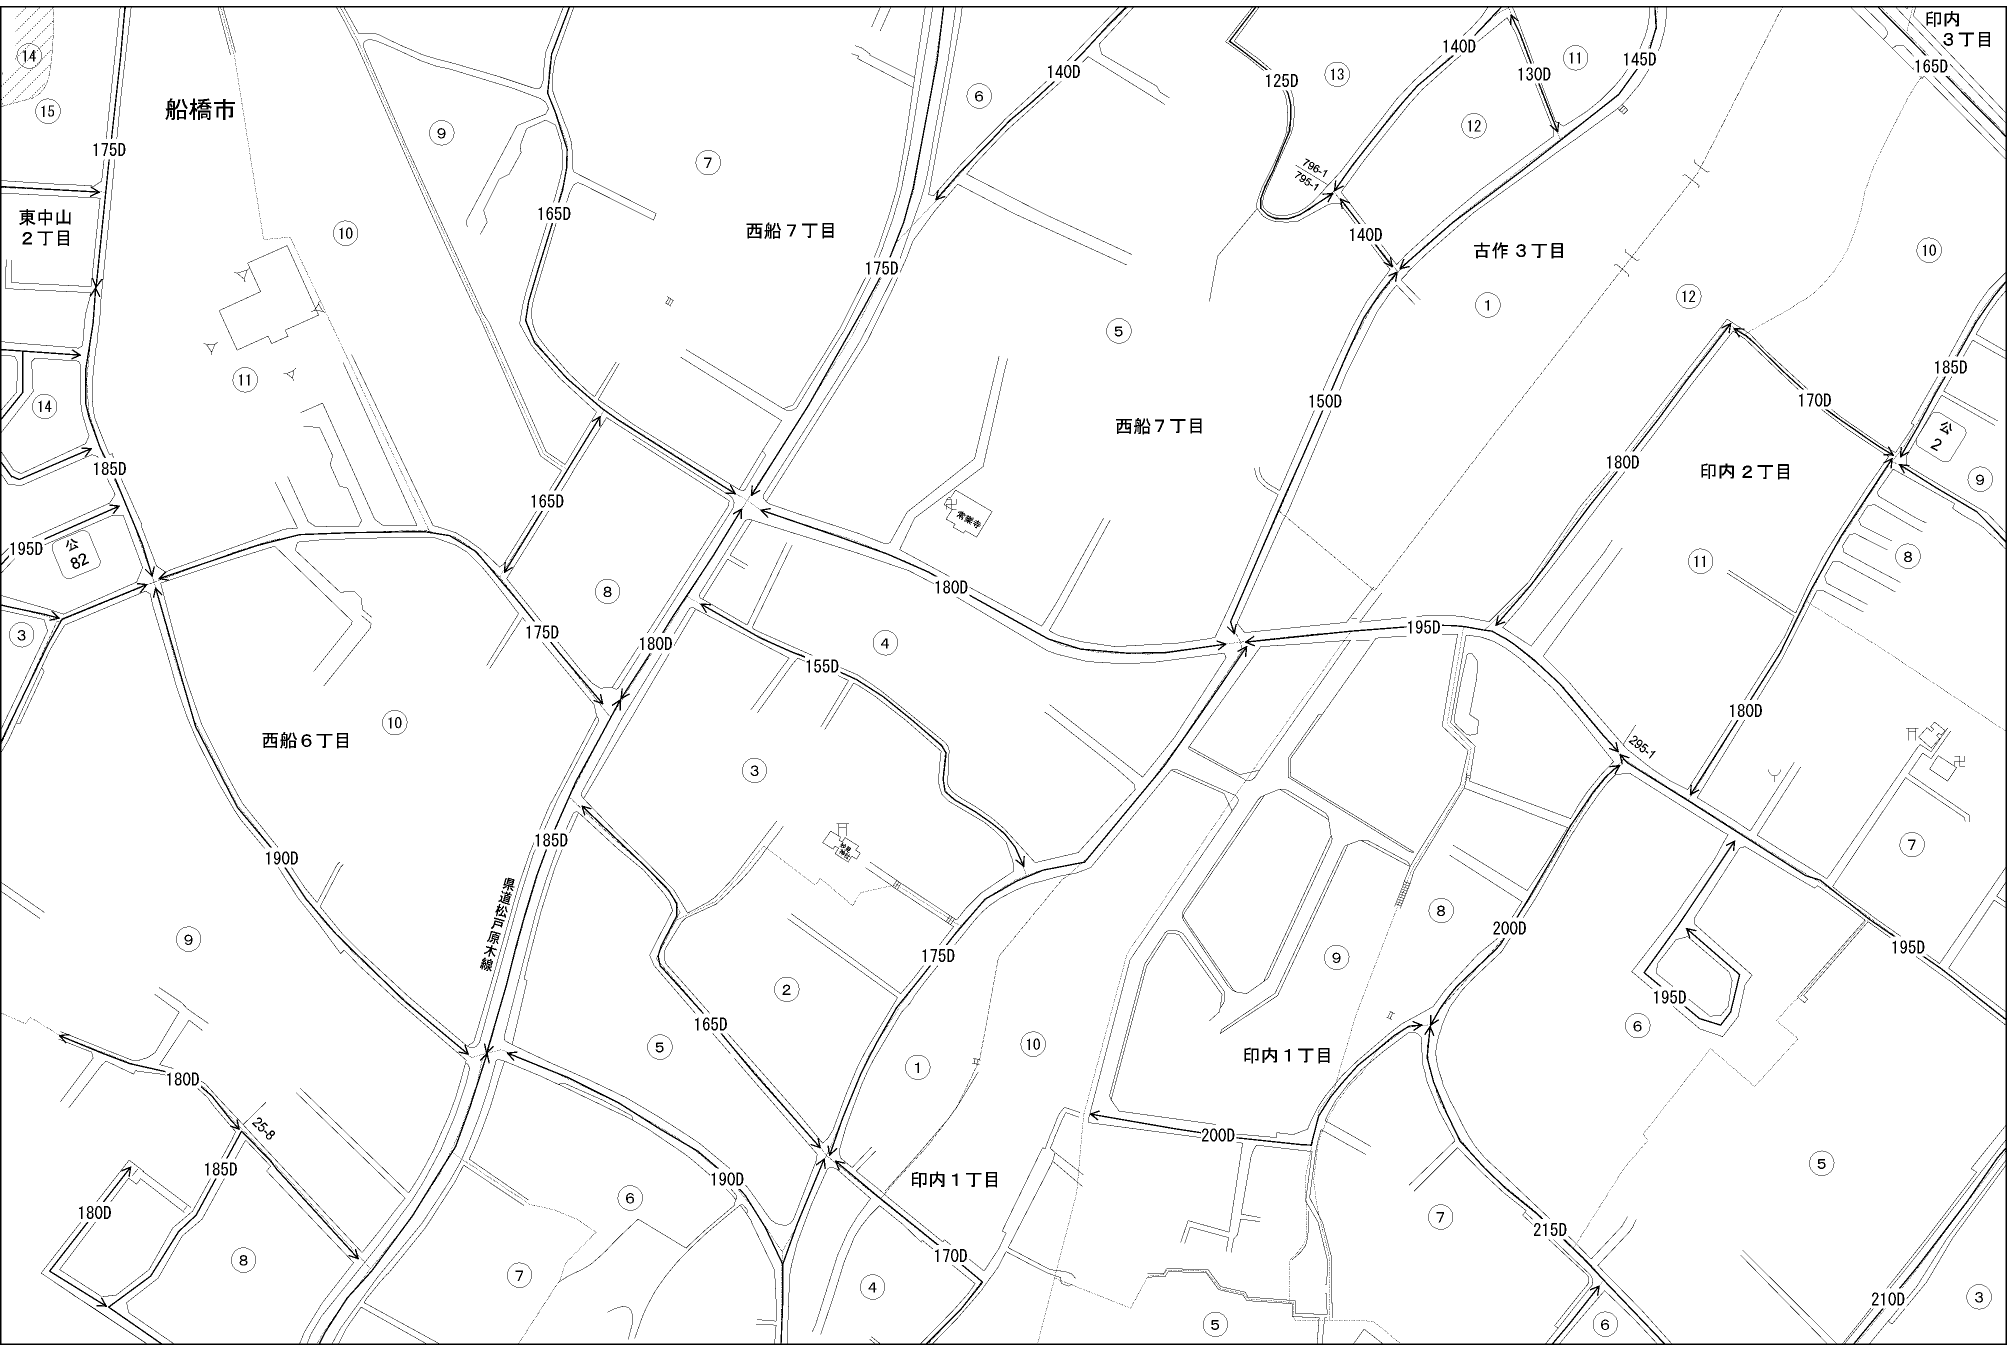 印内
３丁目
165D
14
15
船橋市
175D
9
7
6
140D
125D
13
140D
130D
11
145D
12
796-1
795-1
140D
東中山
２丁目
10
165D
西船７丁目
175D
5
古作３丁目
1
12
10
11
14
185D
150D
170D
185D
公
2
西船７丁目
180D
印内２丁目
9
195D
公
82
165D
常楽寺
8
11
8
3
175D
180D
180D
4
155D
195D
西船６丁目
10
3
180D
295-1
190D
185D
7
県道松戸原木線
9
175D
8
200D
195D
2
9
195D
6
165D
5
10
印内１丁目
1
180D
25-8
200D
185D
190D
6
印内１丁目
5
180D
7
215D
8
7
170D
4
210D
3
5
6